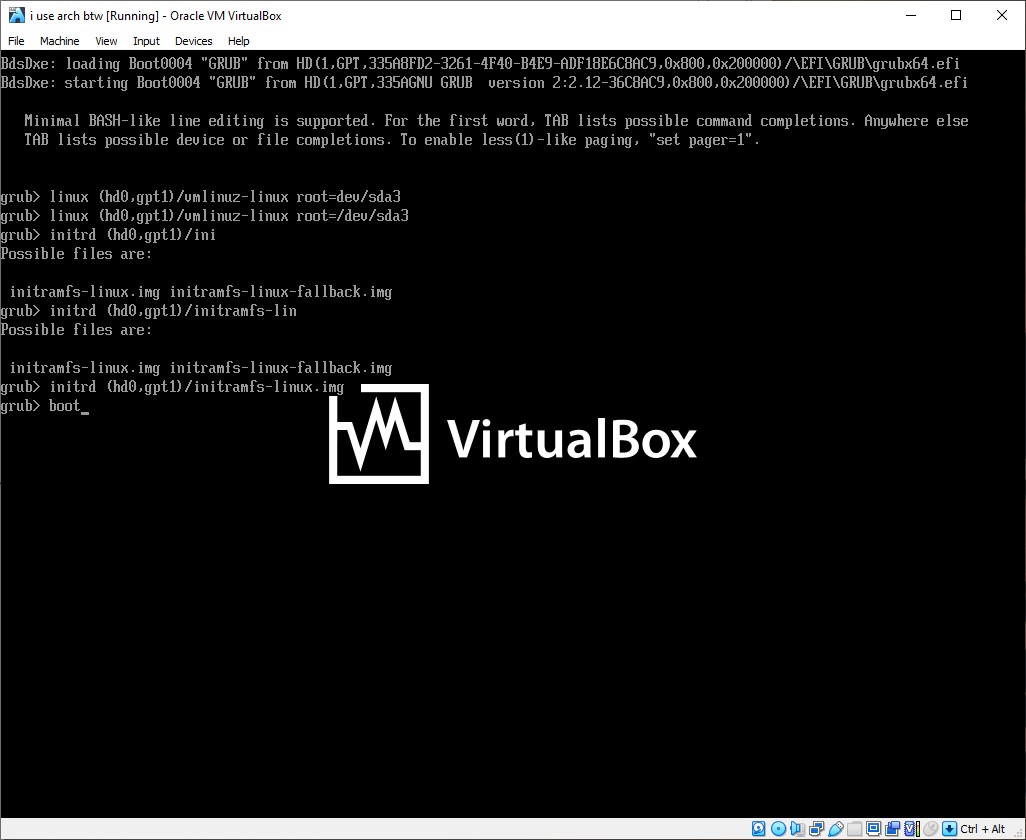 i use arch btw [Running] - Oracle VM VirtualBox
File Machine View Input Devices Help
BdsDxe: loading Boot0004 "GRUB" from HD(1,GPT,335A8FD2-3261-4F40-B4E9-ADF18E6C8AC9,0x800,0x200000)/\EFI\GRUB\grubx64.efi
BdsDxe: starting Boot0004 "GRUB" from HD(1,GPT,335AGNU GRUB  version 2:2.12-36C8AC9,0x800,0x200000)/\EFI\GRUB\grubx64.efi
Minimal BASH-like line editing is supported. For the first word, TAB lists possible command completions. Anywhere else
TAB lists possible device or file completions. To enable less(1)-like paging, "set pager=1".
grub> linux (hd0,gpt1)/vmlinuz-linux root=dev/sda3
grub> linux (hd0,gpt1)/vmlinuz-linux root=/dev/sda3
grub> initrd (hd0,gpt1)/ini
Possible files are:
initramfs-linux.img initramfs-linux-fallback.img
grub> initrd (hd0,gpt1)/initramfs-lin
Possible files are:
initramfs-linux.img initramfs-linux-fallback.img
grub> initrd (hd0,gpt1)/initramfs-linux.img
grub> boot_
VirtualBox
Ctrl + Alt